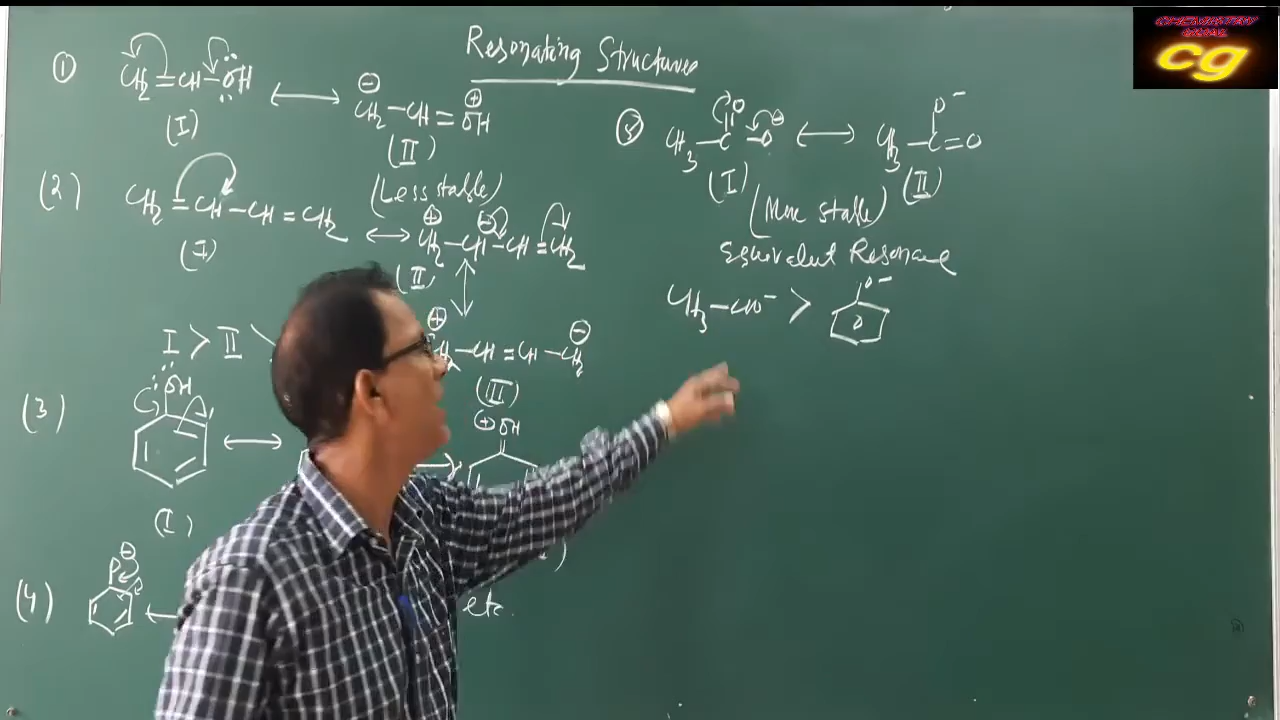 Resonating Structures
CHEMISTRY
cg
① CH₂=CH-ÖH ↔ CH₂⊖-CH=OH⊕
(I) (II)
(Less stable)
(2) CH₂=CH-CH=CH₂ ↔ CH₂⊕-CH⊖-CH=CH₂
(I) (II)
-CH=CH-CH₂⊖
(III)
I > II >
(3) ÖH ↔
⊕OH
(I)
(4)
etc.
CH₃-C-O⊖ ↔ CH₃-C=O
O O⁻
(I) (II)
(More stable)
Equivalent Resonance
CH₃-COO⁻ > O⁻